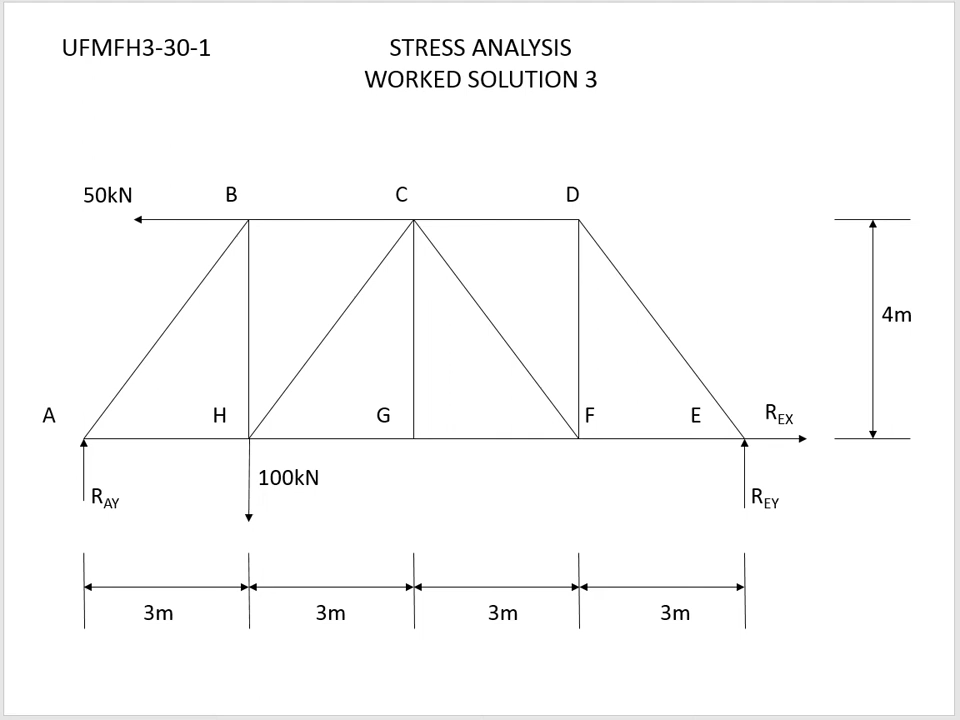 UFMFH3-30-1
STRESS ANALYSIS
WORKED SOLUTION 3
50kN
B
C
D
4m
A
H
G
F
E
REX
100kN
RAY
REY
3m
3m
3m
3m